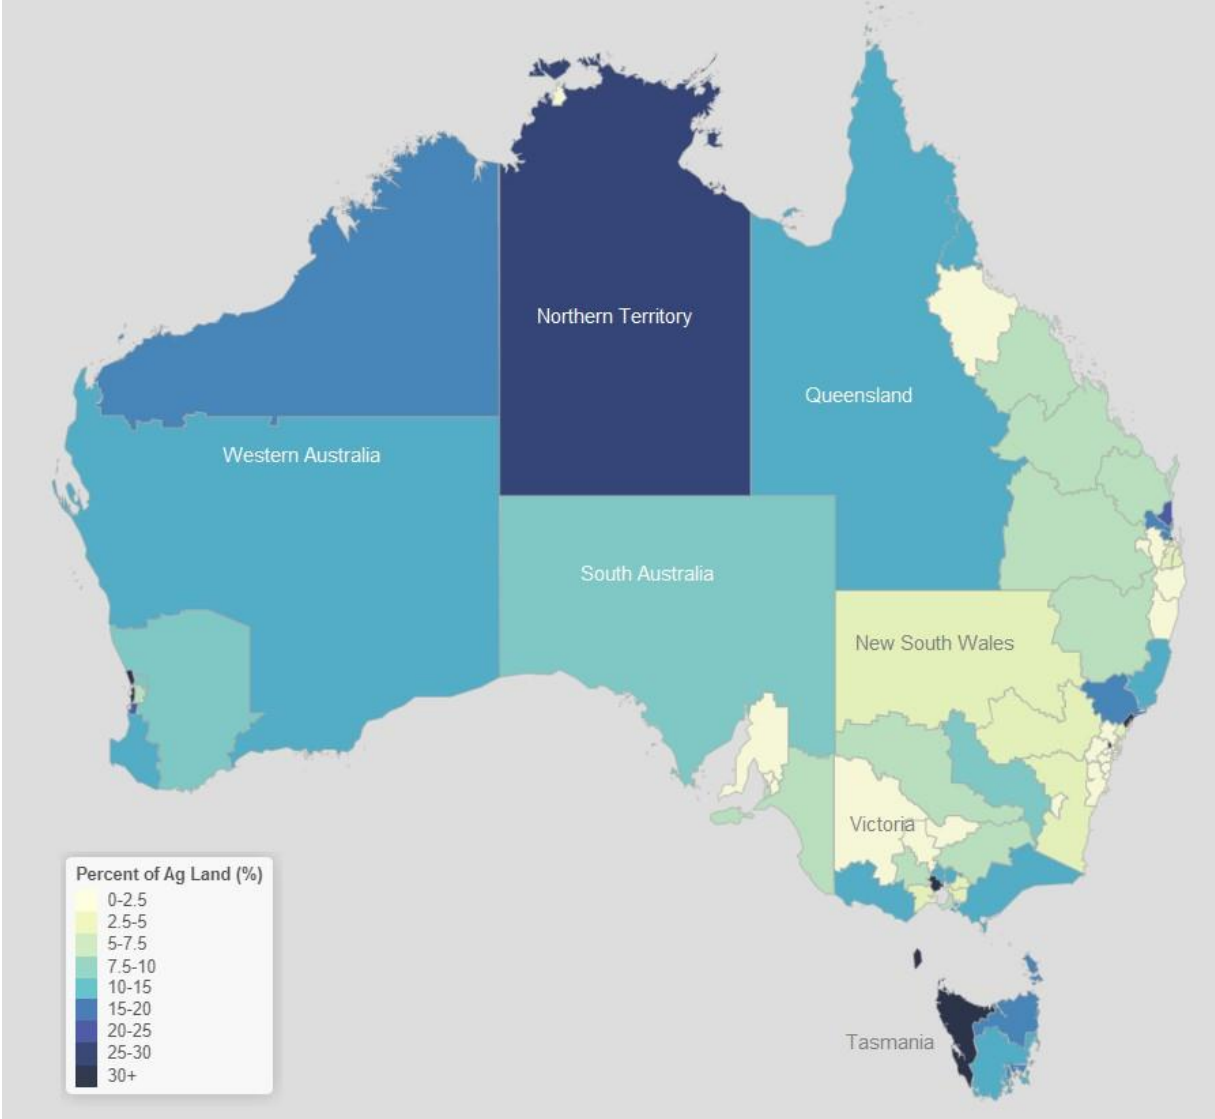 Northern Territory
Queensland
Western Australia
South Australia
New South Wales
Victoria
Percent of Ag Land (%)
0-2.5
2.5-5
5-7.5
7.5-10
10-15
15-20
20-25
25-30
30+
Tasmania